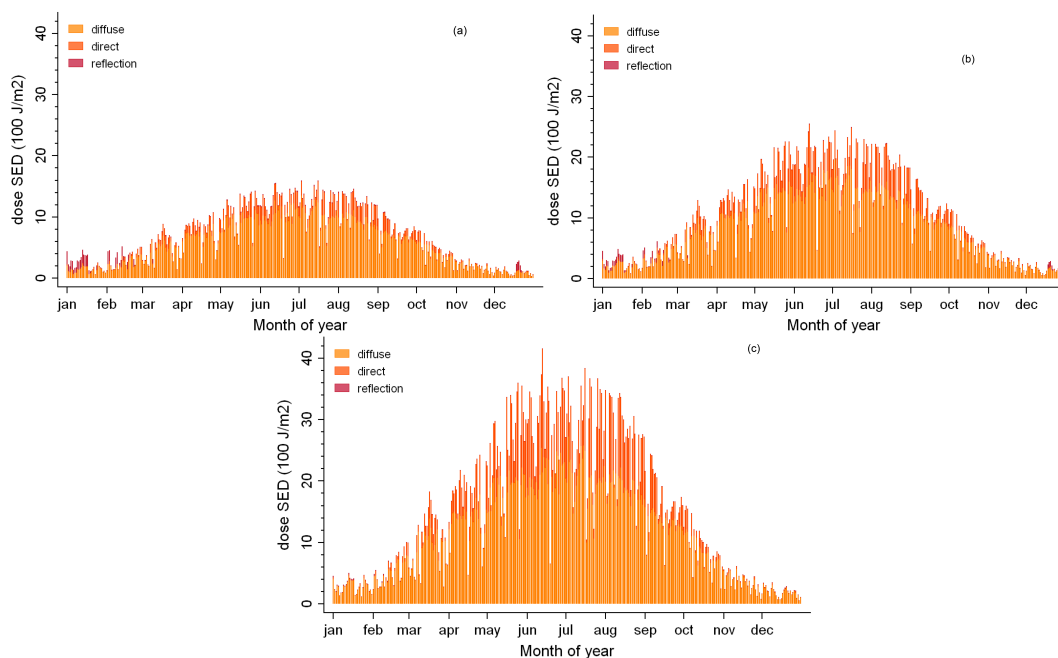 diffuse
direct
reflection
(a)
dose SED (100 J/m2)
0
10
20
30
40
jan feb mar apr may jun jul aug sep oct nov dec
Month of year
diffuse
direct
reflection
(b)
dose SED (100 J/m2)
0
10
20
30
40
jan feb mar apr may jun jul aug sep oct nov dec
Month of year
diffuse
direct
reflection
(c)
dose SED (100 J/m2)
0
10
20
30
40
jan feb mar apr may jun jul aug sep oct nov dec
Month of year